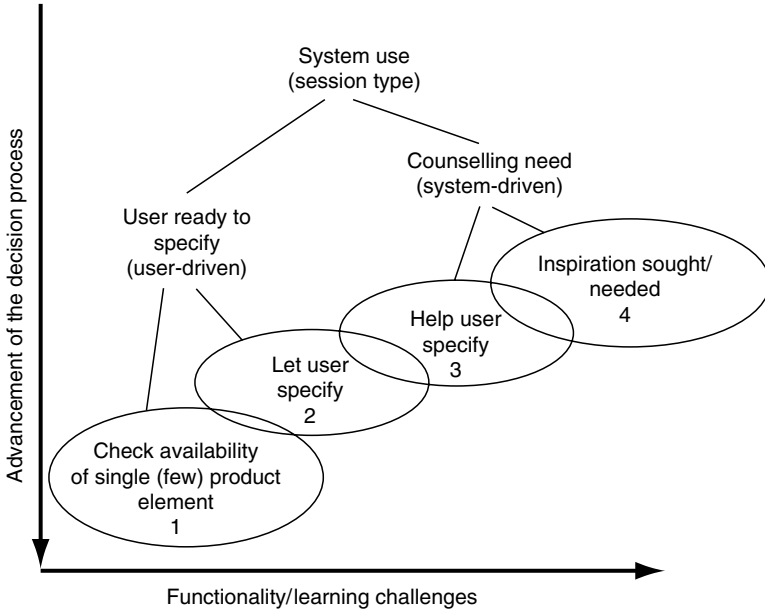 System use
(session type)
Counselling need
(system-driven)
User ready to
specify
(user-driven)
Inspiration sought/
needed
4
Help user
specify
3
Let user
specify
2
Check availability
of single (few) product
element
1
Advancement of the decision process
Functionality/learning challenges